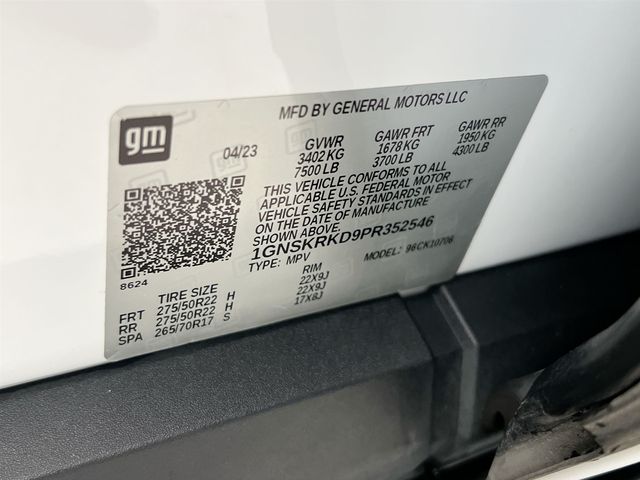 MFD BY GENERAL MOTORS LLC
gm
04/23
GVWR GAWR FRT GAWR RR
3402 KG 1678 KG 1950 KG
7500 LB 3700 LB 4300 LB
THIS VEHICLE CONFORMS TO ALL
APPLICABLE U.S. FEDERAL MOTOR
VEHICLE SAFETY STANDARDS IN EFFECT
ON THE DATE OF MANUFACTURE
SHOWN ABOVE.
1GNSKRKD9PR352546
TYPE: MPV MODEL: 96CK10706
8624
TIRE SIZE RIM
FRT 275/50R22 H 22X9J
RR 275/50R22 H 22X9J
SPA 265/70R17 S 17X8J